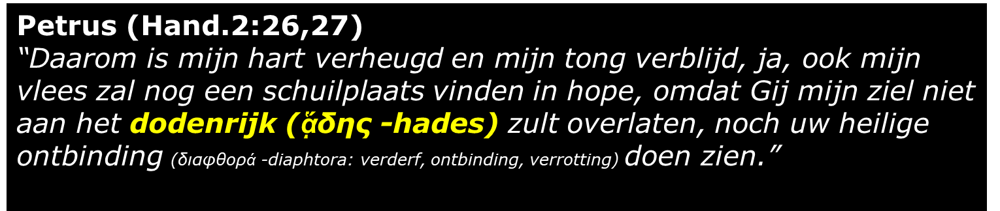 Petrus (Hand.2:26,27)
“Daarom is mijn hart verheugd en mijn tong verblijd, ja, ook mijn
vlees zal nog een schuilplaats vinden in hope, omdat Gij mijn ziel niet
aan het dodenrijk (ᾅδης -hades) zult overlaten, noch uw heilige
ontbinding (διαφθορά -diaphtora: verderf, ontbinding, verrotting) doen zien.”